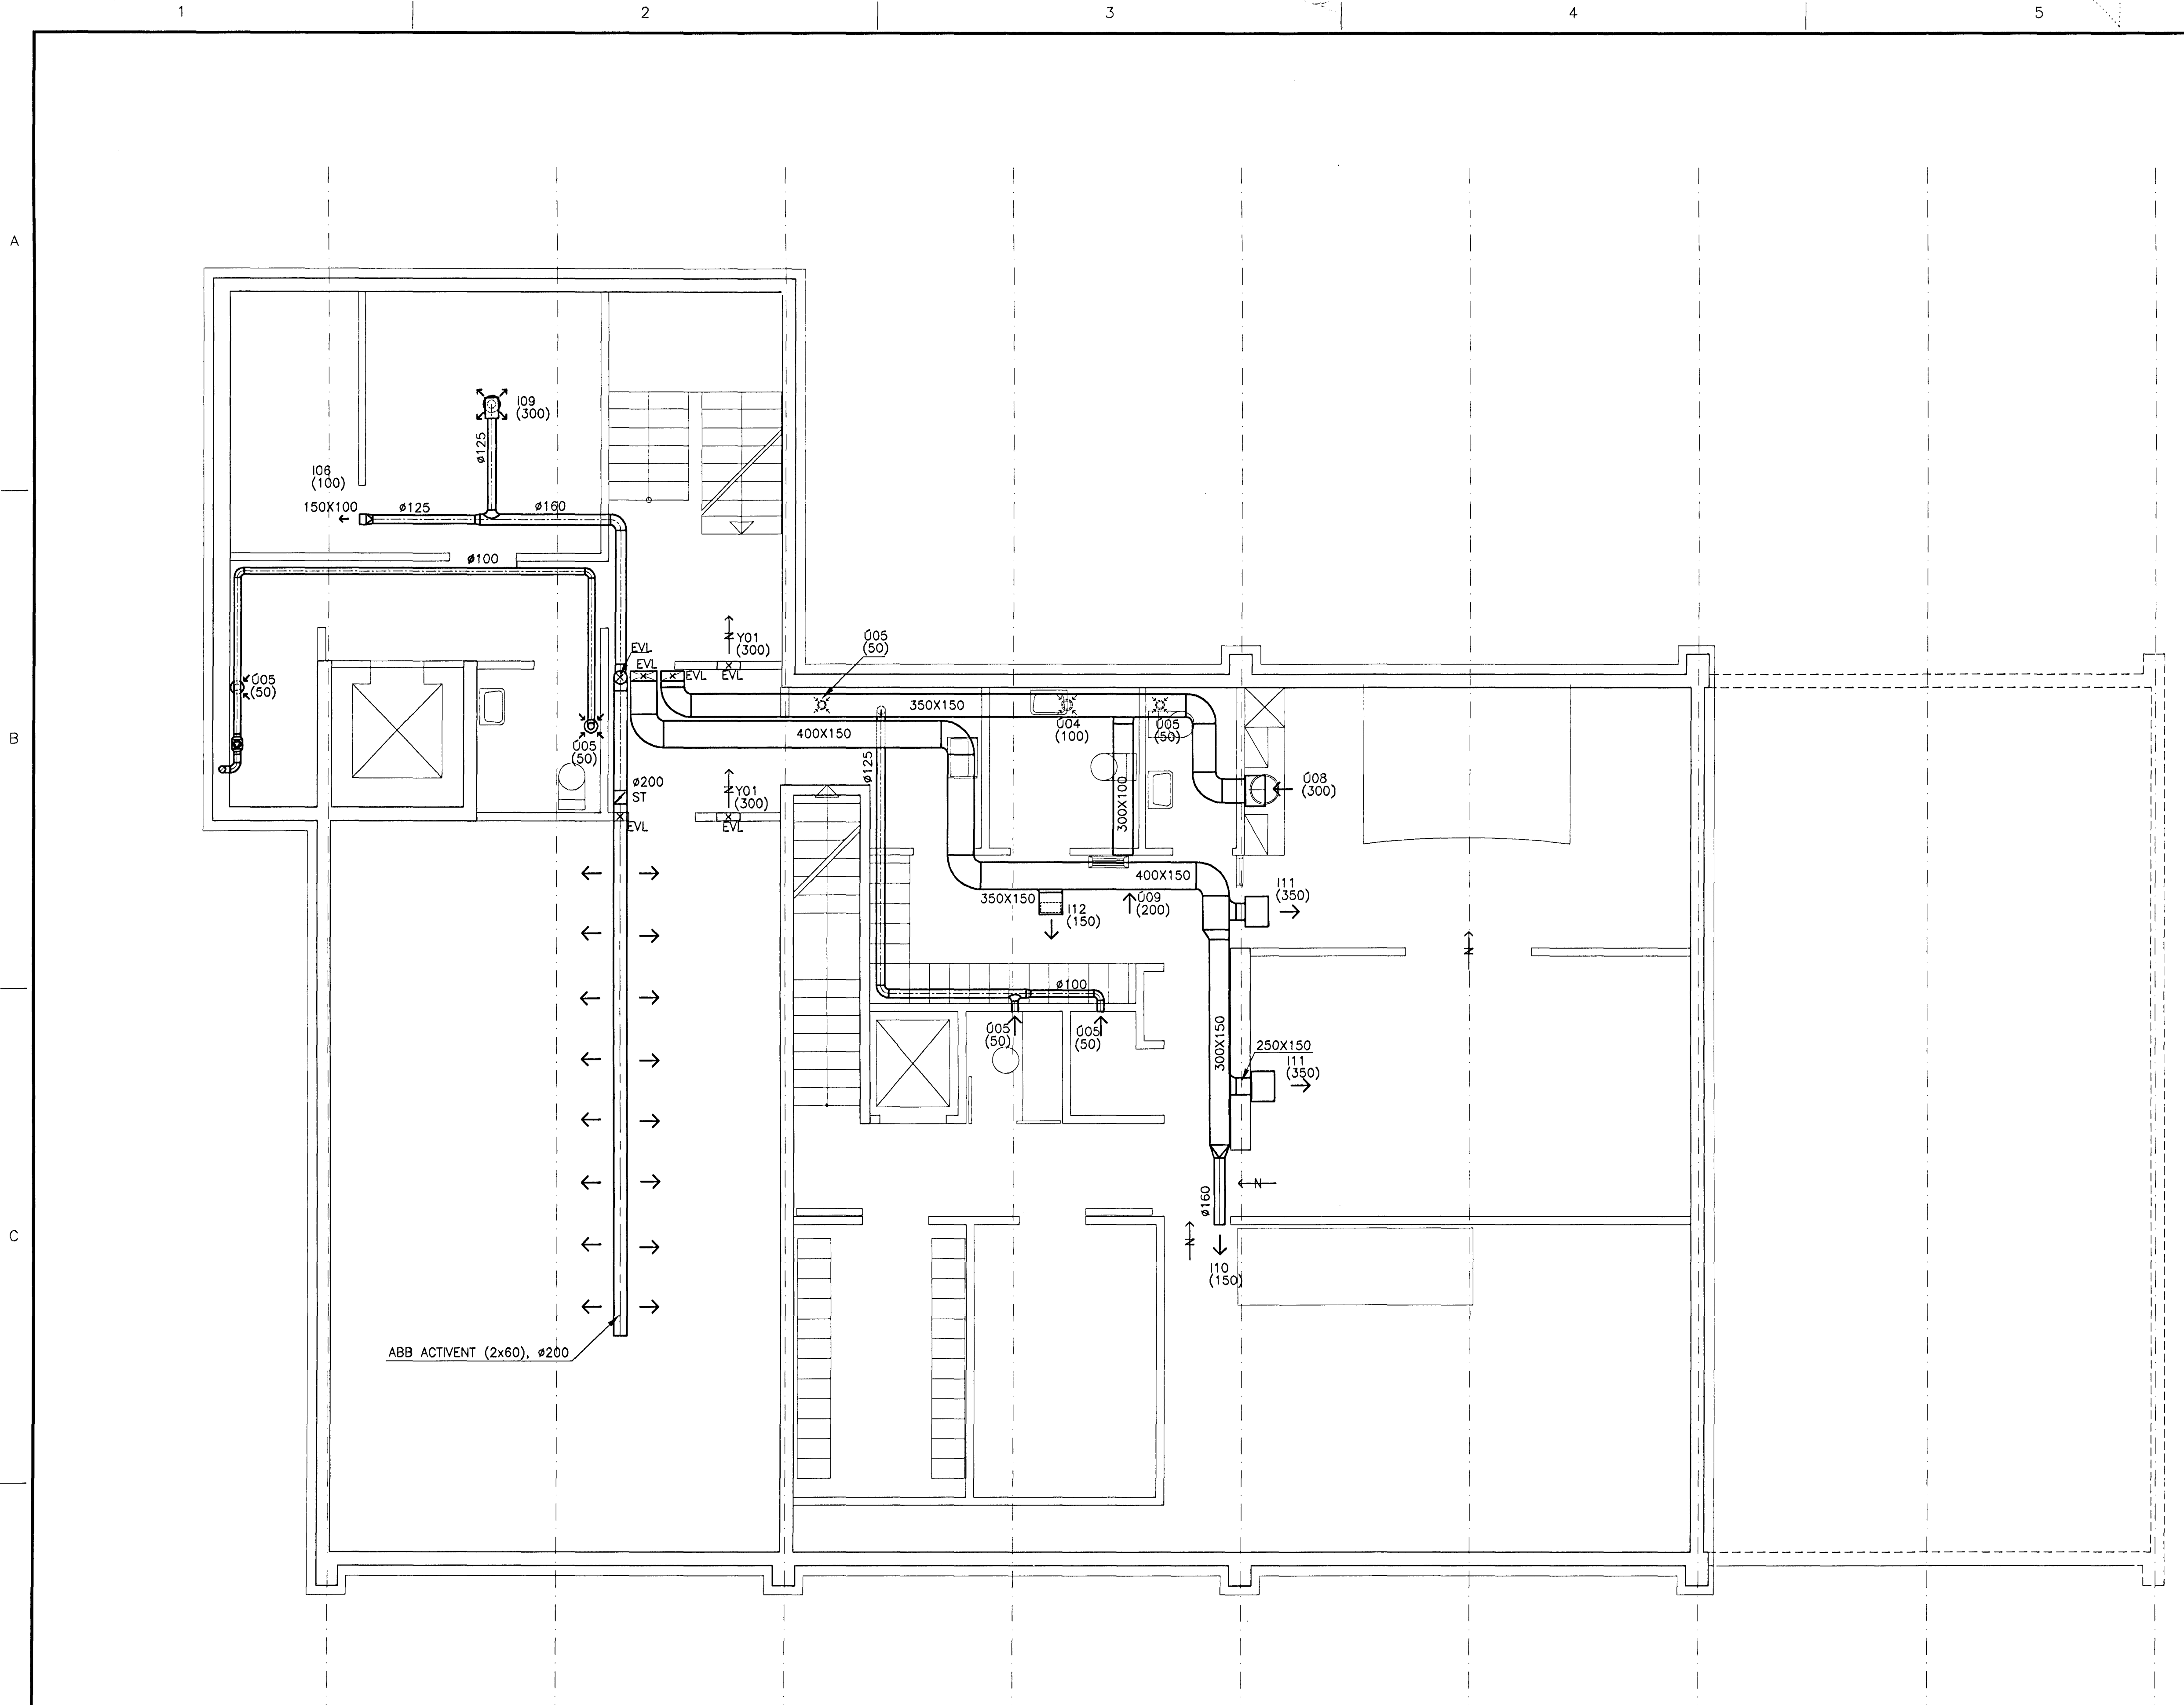 1
2
3
4
5
A
I09
(300)
ø125
I06
(100)
150X100
ø125
ø160
ø100
Y01
(300)
EVL
EVL
EVL
EVL
Ú05
(50)
Ú05
(50)
350X150
Ú04
(100)
Ú05
(50)
B
400X150
Ú05
(50)
ø125
ø200
ST
Y01
(300)
EVL
EVL
300X100
Ú08
(300)
400X150
350X150
I12
(150)
Ú09
(200)
I11
(350)
N
ø100
Ú05
(50)
Ú05
(50)
300X150
250X150
I11
(350)
N
ø160
N
C
I10
(150)
ABB ACTIVENT (2x60), ø200